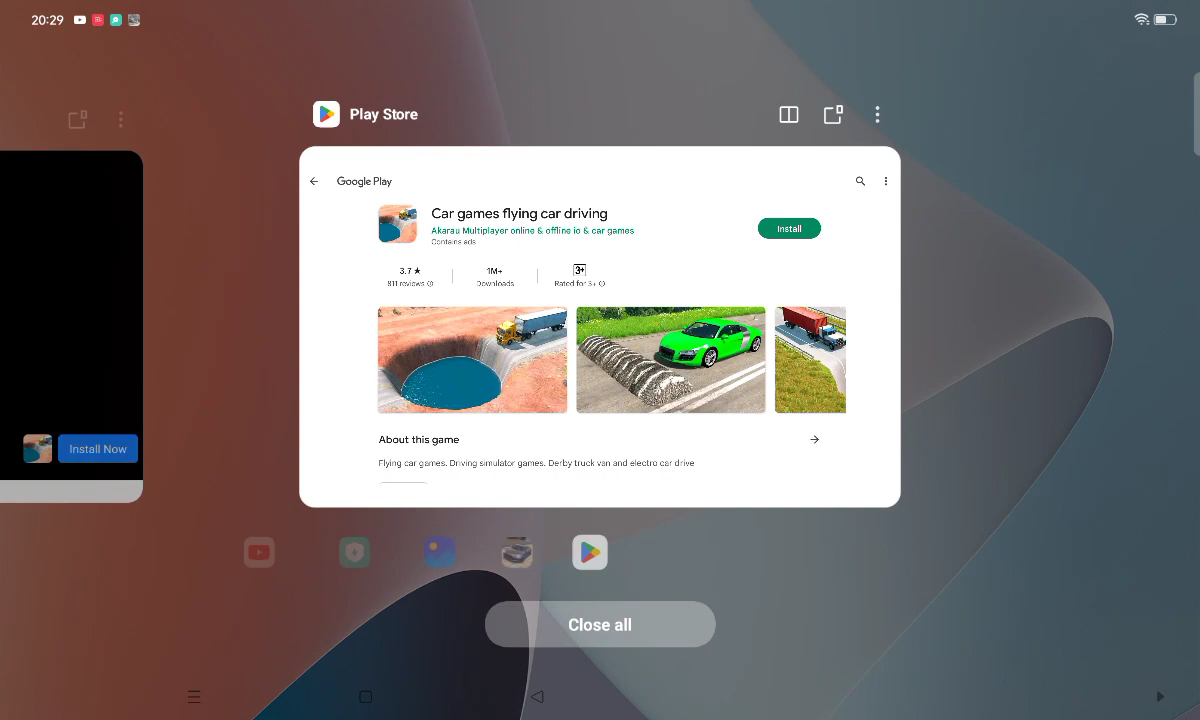 20:29
Play Store
Google Play
Car games flying car driving
Akarau Multiplayer online & offline io & car games
Contains ads
Install
3.7 ★
811 reviews
1M+
Downloads
3+
Rated for 3+
Install Now
About this game
Flying car games. Driving simulator games. Derby truck van and electro car drive
Close all